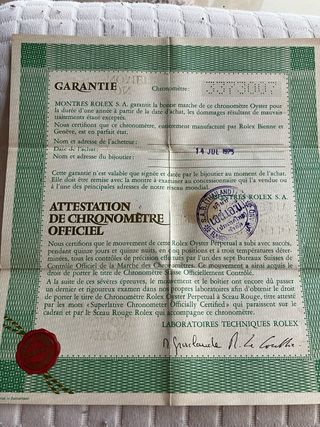 GARANTIE
Chronomètre: 3373007
MONTRES ROLEX S.A. garantit la bonne marche de ce chronomètre Oyster pour
la durée d'une année à partir de la date d'achat, les dommages résultant de mauvais
traitements étant exceptés.
Nous certifions que ce chronomètre, entièrement manufacturé par Rolex Bienne et
Genève, est en parfait état.
Nom et adresse de l'acheteur:
Date de l'achat: 14 JUL 1975
Nom et adresse du bijoutier
Cette garantie n'est valable que signée et datée par le bijoutier au moment de l'achat.
Elle doit être remise avec la montre à examiner au concessionnaire qui l'a vendue ou
à l'une des principales adresses de notre réseau mondial.
MONTRES ROLEX S.A.
ATTESTATION
DE CHRONOMÈTRE
OFFICIEL
Nous certifions que le mouvement de cette Rolex Oyster Perpetual a subi avec succès,
pendant quinze jours et quinze nuits, en cinq positions et à trois températures déter-
minées, tous les contrôles de précision effectués par l'un des sept Bureaux Suisses de
Contrôle Officiel de la Marche des Chronomètres. Ce mouvement a ainsi acquis le
droit de porter le titre de Chronomètre Suisse Officiellement Contrôlé.
A la suite de ces sévères épreuves, le mouvement et le boîtier ont encore dû passer
un dernier et rigoureux examen dans nos propres laboratoires afin d'obtenir le droit
de porter le titre de Chronomètre Rolex Oyster Perpetual à Sceau Rouge, titre attesté
par les mots «Superlative Chronometer Officially Certified» qui paraissent sur le
cadran et par le Sceau Rouge Rolex qui accompagne ce chronomètre.
LABORATOIRES TECHNIQUES ROLEX